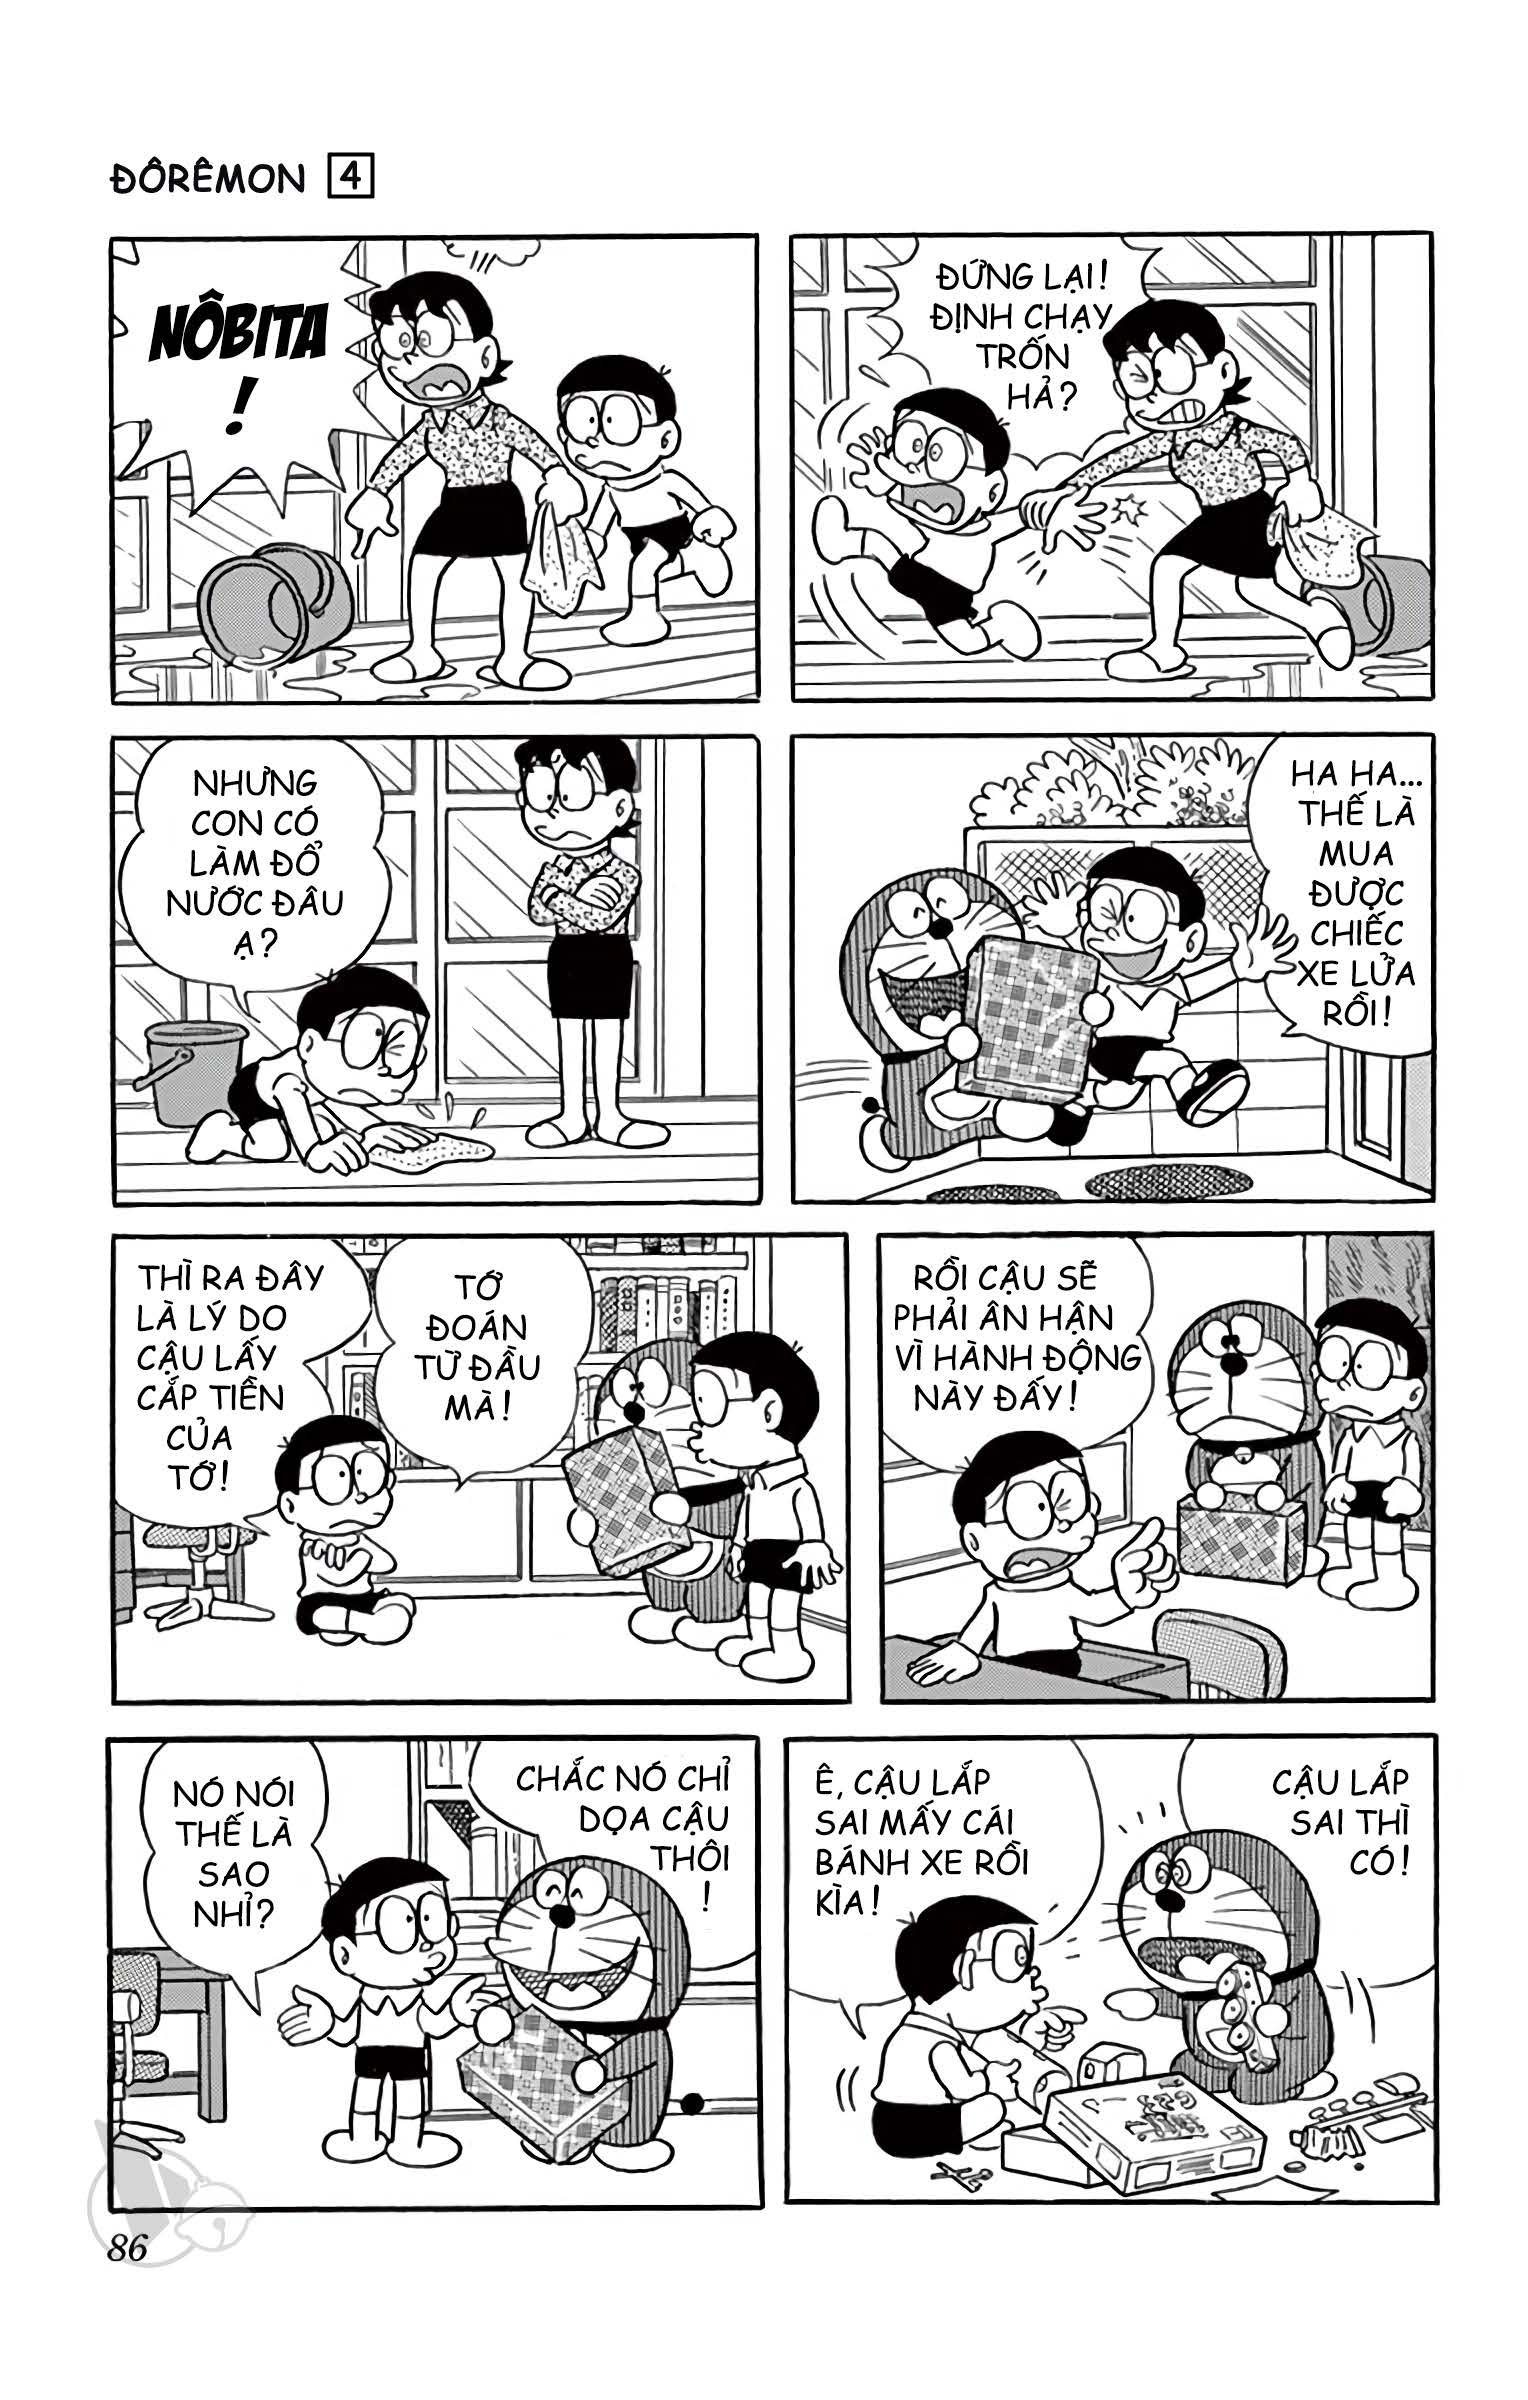 ĐÔRÊMON 4
NÔBITA
!
ĐỨNG LẠI!
ĐỊNH CHẠY
TRỐN
HẢ?
NHƯNG
CON CÓ
LÀM ĐỔ
NƯỚC ĐÂU
Ạ?
HA HA...
THẾ LÀ
MUA
ĐƯỢC
CHIẾC
XE LỬA
RỒI!
THÌ RA ĐÂY
LÀ LÝ DO
CẬU LẤY
CẮP TIỀN
CỦA
TỚ!
TỚ
ĐOÁN
TỪ ĐẦU
MÀ!
RỒI CẬU SẼ
PHẢI ÂN HẬN
VÌ HÀNH ĐỘNG
NÀY ĐẤY!
NÓ NÓI
THẾ LÀ
SAO
NHỈ?
CHẮC NÓ CHỈ
DỌA CẬU
THÔI
!
Ê, CẬU LẮP
SAI MẤY CÁI
BÁNH XE RỒI
KÌA!
CẬU LẮP
SAI THÌ
CÓ!
86